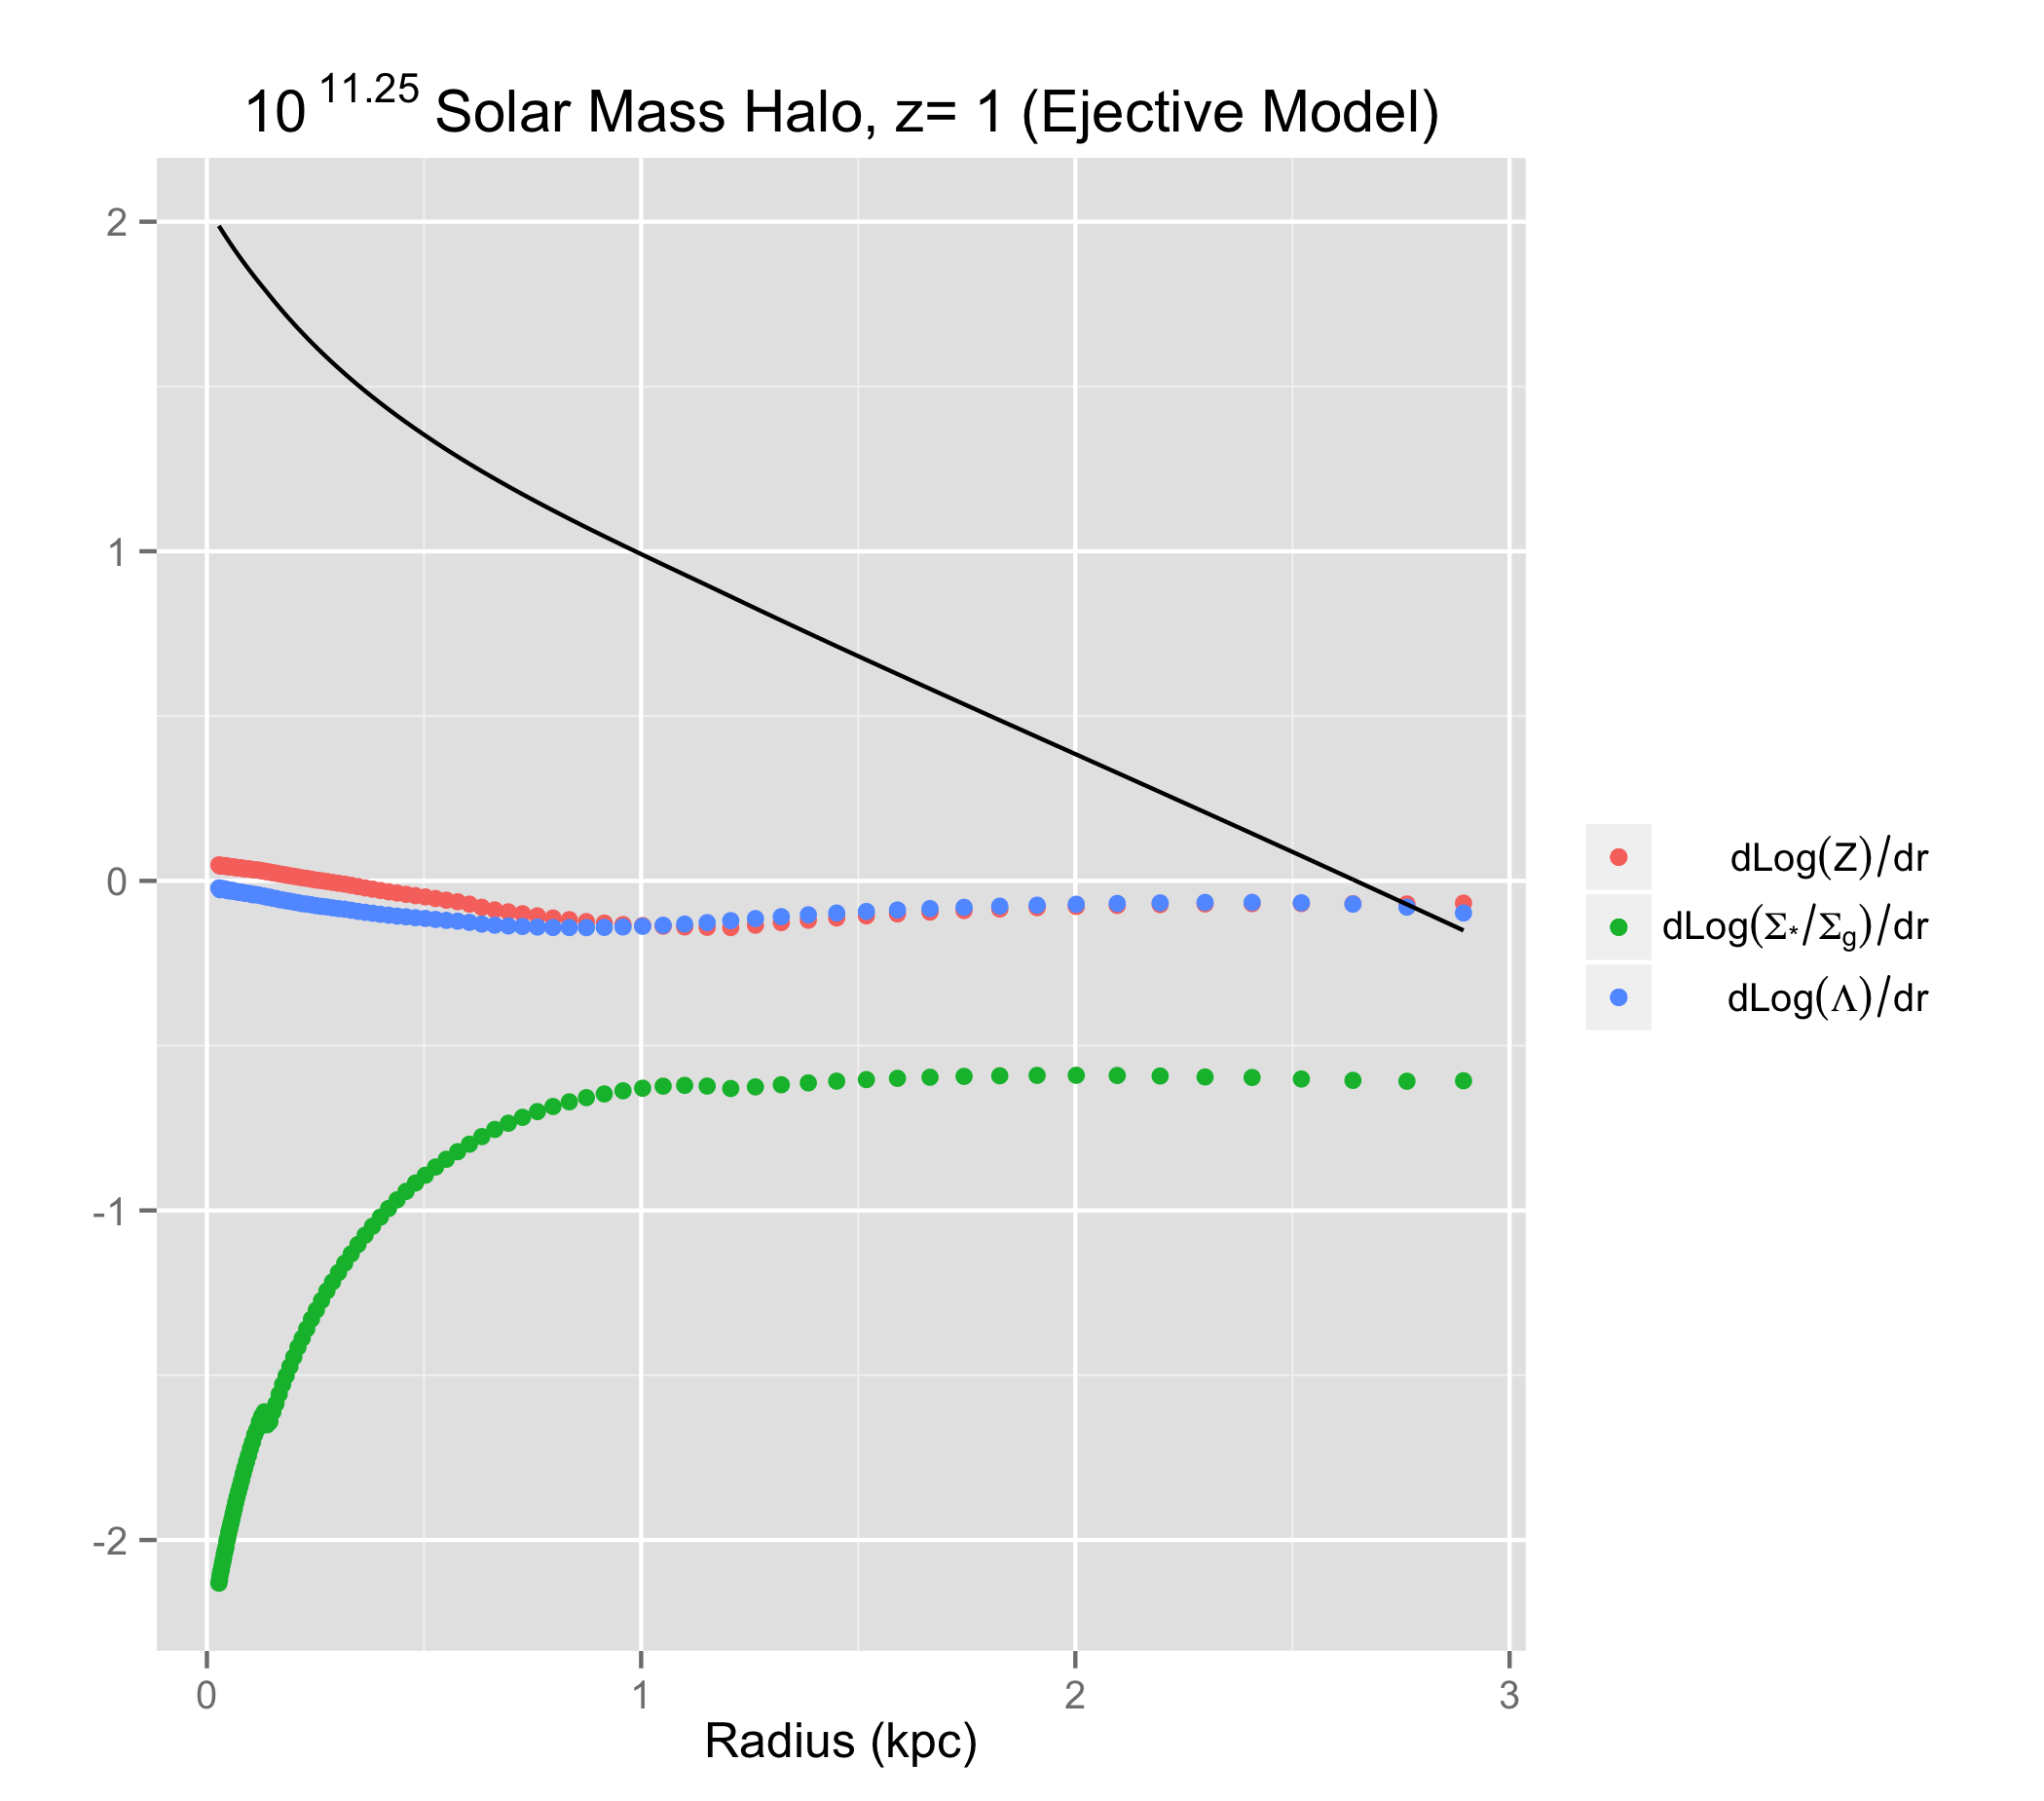 10^11.25 Solar Mass Halo, z= 1 (Ejective Model)
2
1
0
-1
-2
0 1 2 3
Radius (kpc)
dLog(Z)/dr
dLog(Σ*/Σg)/dr
dLog(Λ)/dr